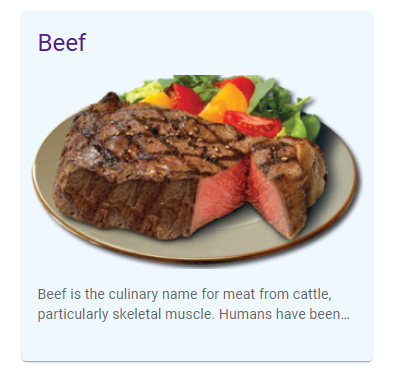 Beef
Beef is the culinary name for meat from cattle,
particularly skeletal muscle. Humans have been…